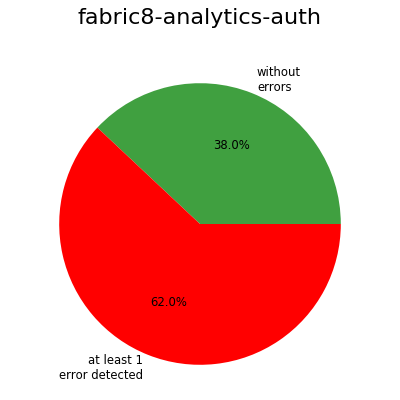 fabric8-analytics-auth
without
errors
38.0%
62.0%
at least 1
error detected